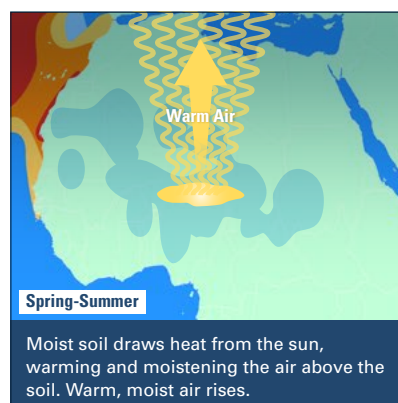 Warm Air
Spring-Summer
Moist soil draws heat from the sun,
warming and moistening the air above the
soil. Warm, moist air rises.